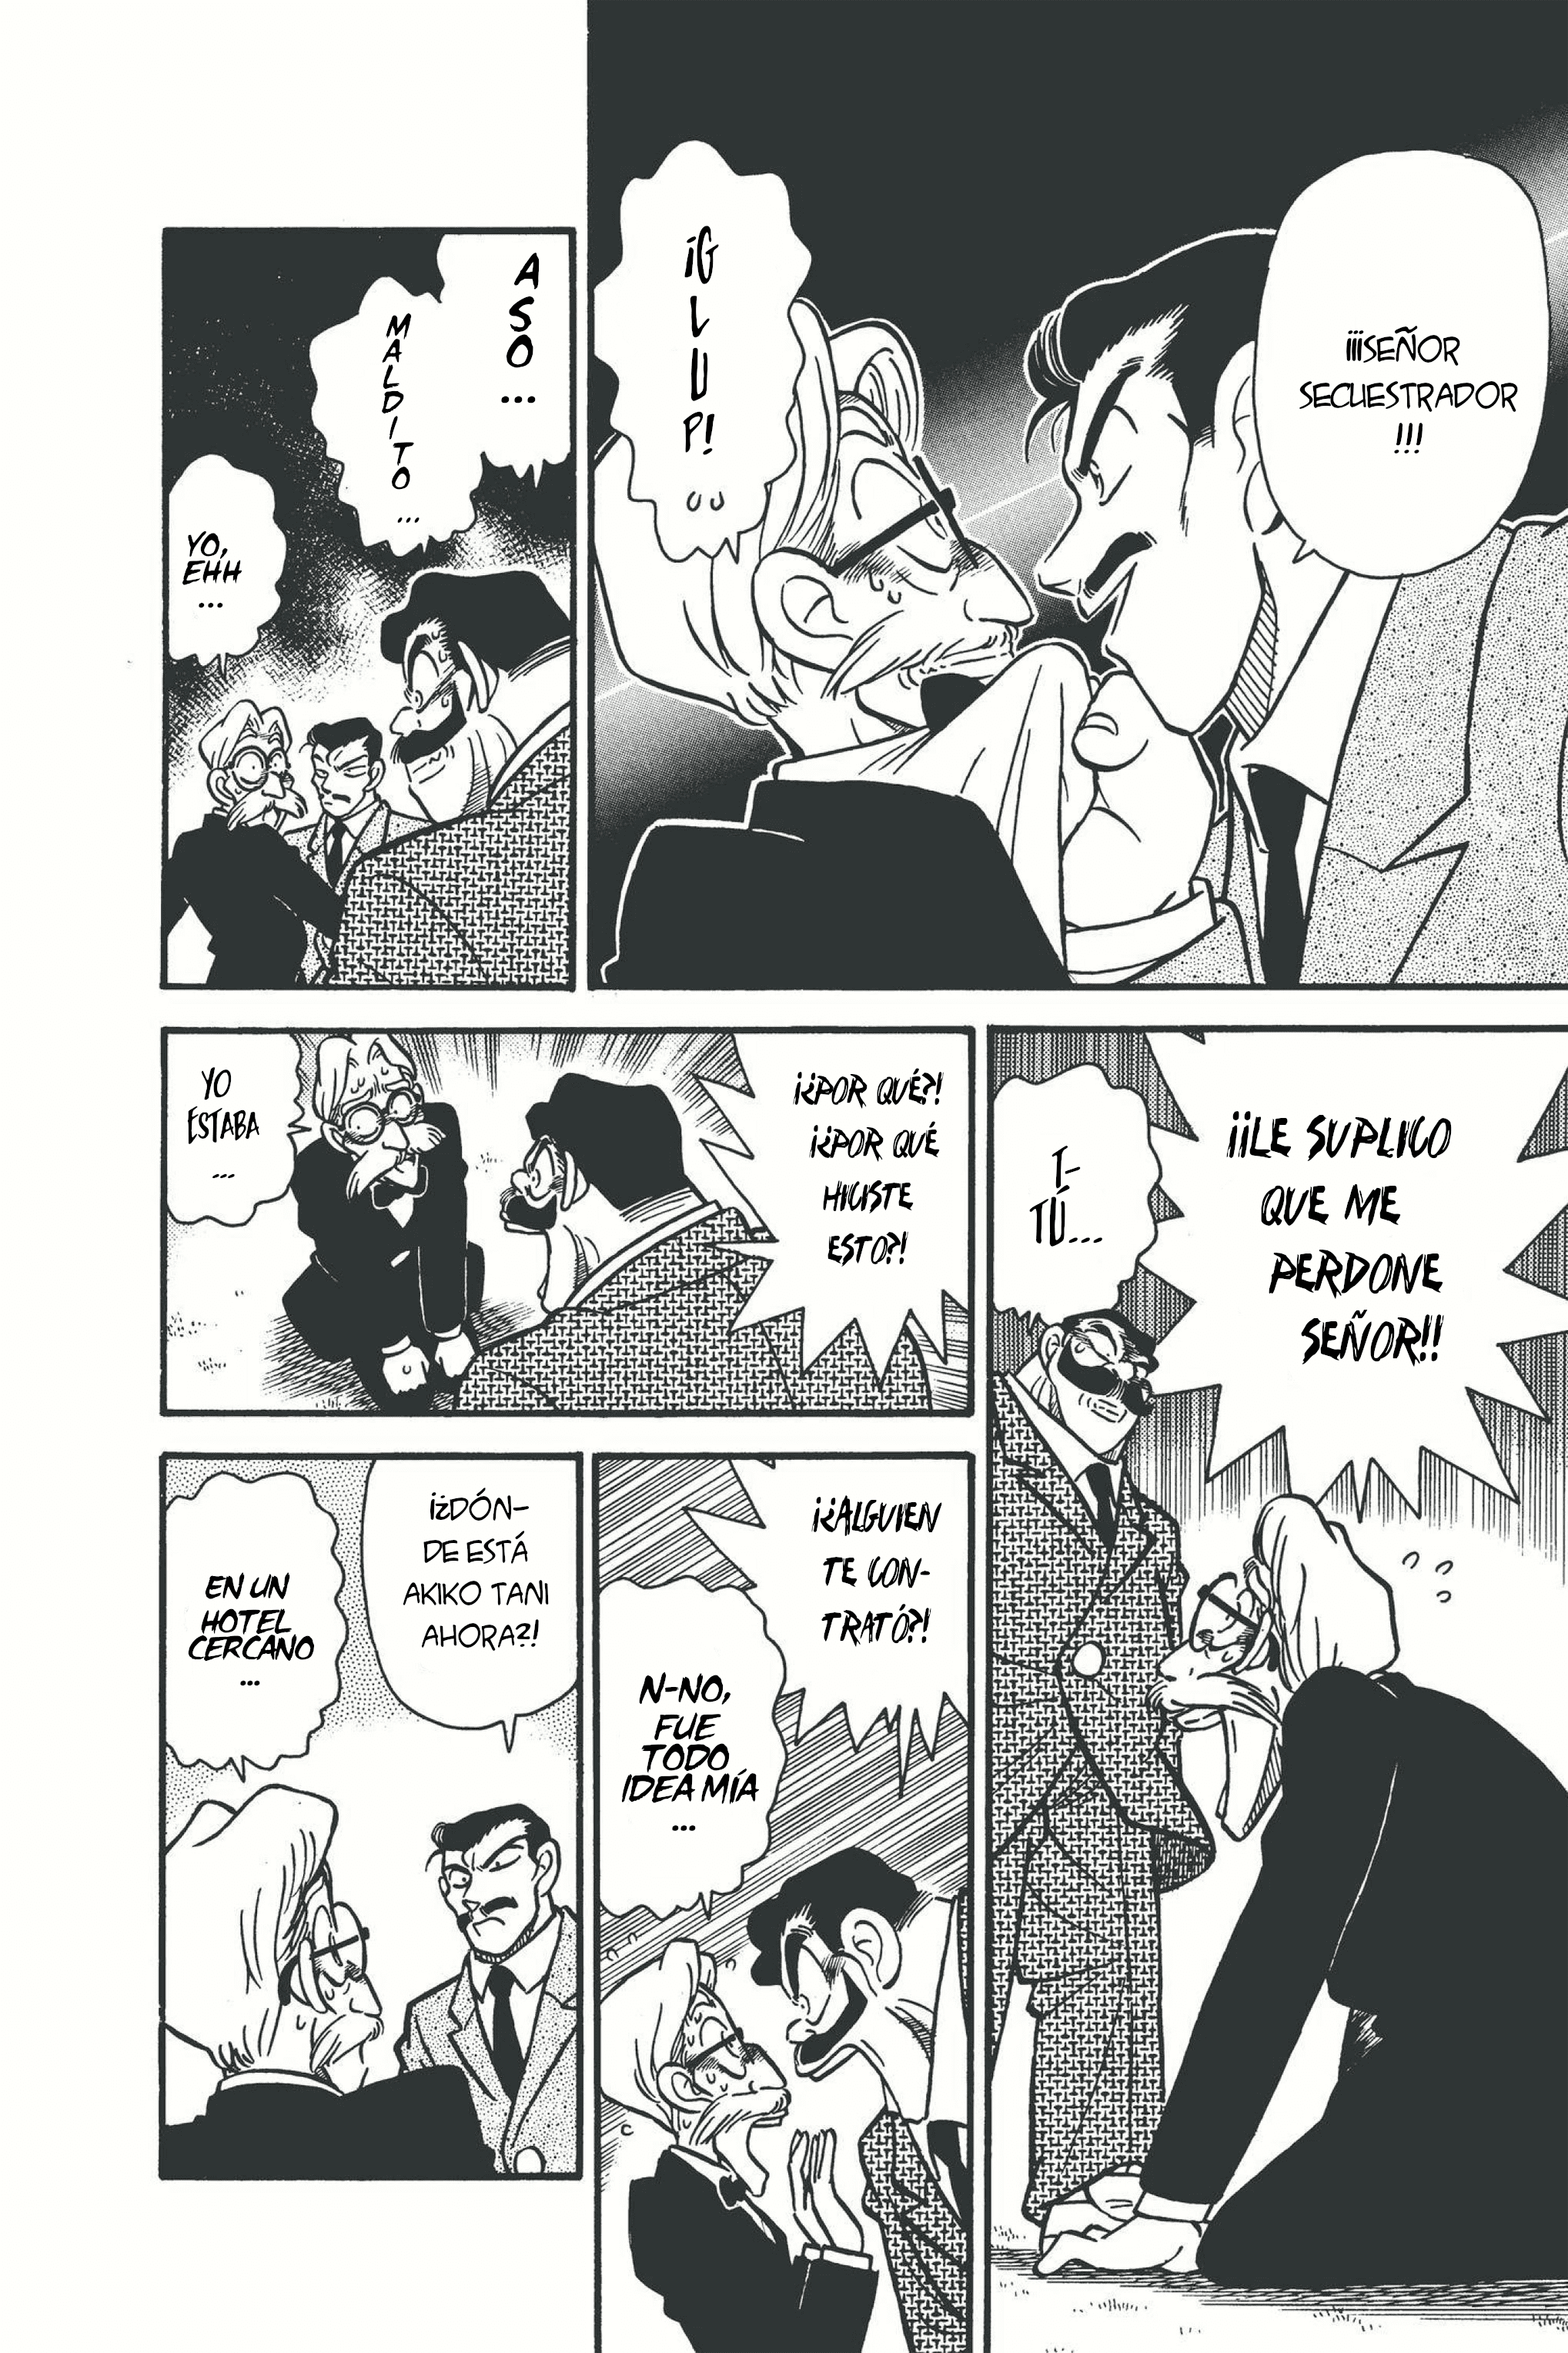 ¡¡¡SEÑOR
SECUESTRADOR
!!!
¡G
L
U
P!
A
S
O
...
M
A
L
D
I
T
O
...
YO,
EHH
...
¡¡LE SUPLICO
QUE ME
PERDONE
SEÑOR!!
T-
TÚ...
¡¿¿POR QUÉ?!
¡¿¿POR QUÉ
HICISTE
ESTO?!
YO
ESTABA
...
¡¿¿ALGUIEN
TE CON-
TRATÓ?!
N-NO,
FUE
TODO
IDEA MÍA
...
¡¿DÓN-
DE ESTÁ
AKIKO TANI
AHORA?!
EN UN
HOTEL
CERCANO
...